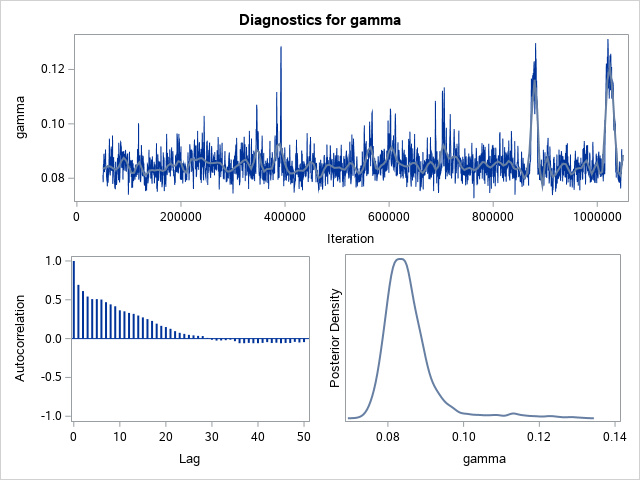 Diagnostics for gamma
gamma
0.12
0.10
0.08
0 200000 400000 600000 800000 1000000
Iteration
Autocorrelation
1.0
0.5
0.0
-0.5
-1.0
0 10 20 30 40 50
Lag
Posterior Density
0.08 0.10 0.12 0.14
gamma